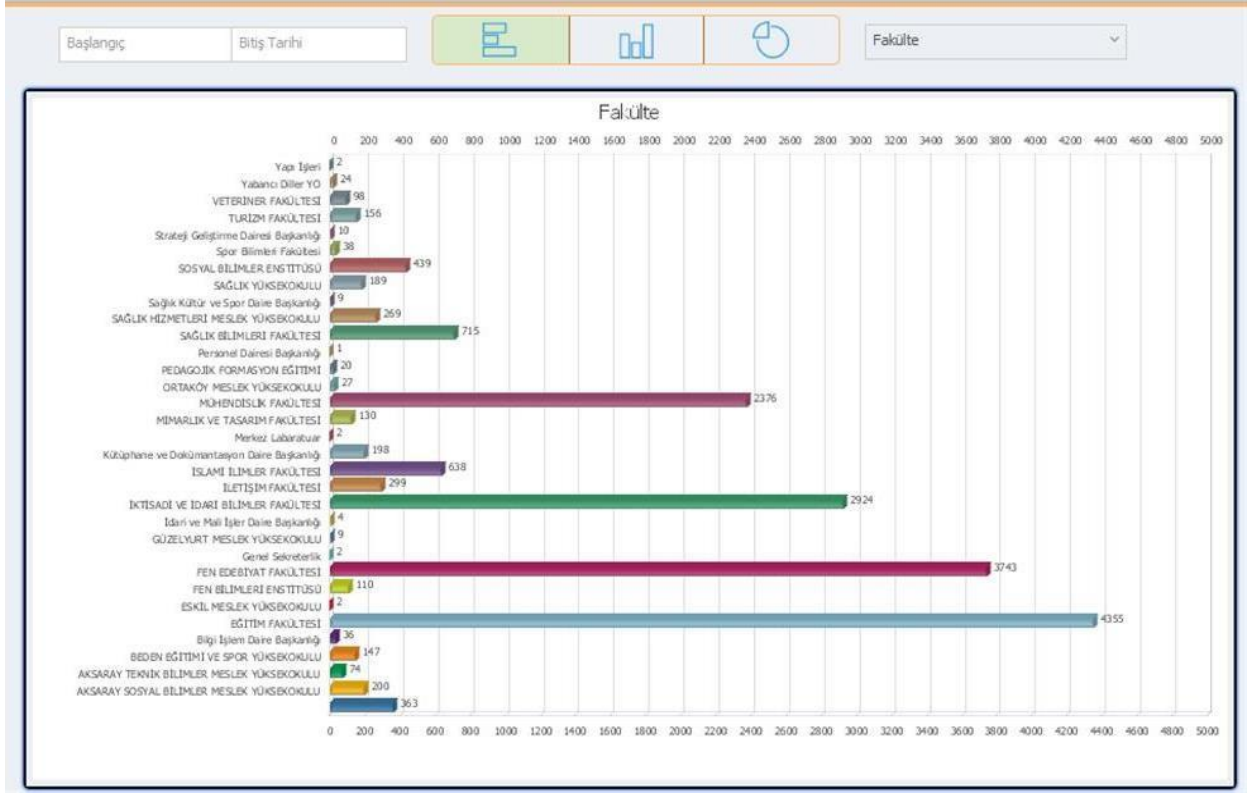 Başlangıç Bitiş Tarihi Fakülte
Fakülte
0 200 400 600 800 1000 1200 1400 1600 1800 2000 2200 2400 2600 2800 3000 3200 3400 3600 3800 4000 4200 4400 4600 4800 5000
Yapı İşleri 2
Yabancı Diller YO 24
VETERİNER FAKÜLTESİ 98
TURİZM FAKÜLTESİ 156
Strateji Geliştirme Dairesi Başkanlığı 10
Spor Bilimleri Fakültesi 38
SOSYAL BİLİMLER ENSTİTÜSÜ 439
SAĞLIK YÜKSEKOKULU 189
Sağlık Kültür ve Spor Daire Başkanlığı 9
SAĞLIK HİZMETLERİ MESLEK YÜKSEKOKULU 269
SAĞLIK BİLİMLERİ FAKÜLTESİ 715
Personel Dairesi Başkanlığı 1
PEDAGOJİK FORMASYON EĞİTİMİ 20
ORTAKÖY MESLEK YÜKSEKOKULU 27
MÜHENDİSLİK FAKÜLTESİ 2376
MİMARLIK VE TASARIM FAKÜLTESİ 130
Merkez Labaratuar 2
Kütüphane ve Dokümantasyon Daire Başkanlığı 198
İSLAMİ İLİMLER FAKÜLTESİ 638
İLETİŞİM FAKÜLTESİ 299
İKTİSADİ VE İDARİ BİLİMLER FAKÜLTESİ 2924
İdari ve Mali İşler Daire Başkanlığı 4
GÜZELYURT MESLEK YÜKSEKOKULU 9
Genel Sekreterlik 2
FEN EDEBİYAT FAKÜLTESİ 3743
FEN BİLİMLERİ ENSTİTÜSÜ 110
ESKİL MESLEK YÜKSEKOKULU 2
EĞİTİM FAKÜLTESİ 4355
Bilgi İşlem Daire Başkanlığı 36
BEDEN EĞİTİMİ VE SPOR YÜKSEKOKULU 147
AKSARAY TEKNİK BİLİMLER MESLEK YÜKSEKOKULU 74
AKSARAY SOSYAL BİLİMLER MESLEK YÜKSEKOKULU 200
363
0 200 400 600 800 1000 1200 1400 1600 1800 2000 2200 2400 2600 2800 3000 3200 3400 3600 3800 4000 4200 4400 4600 4800 5000